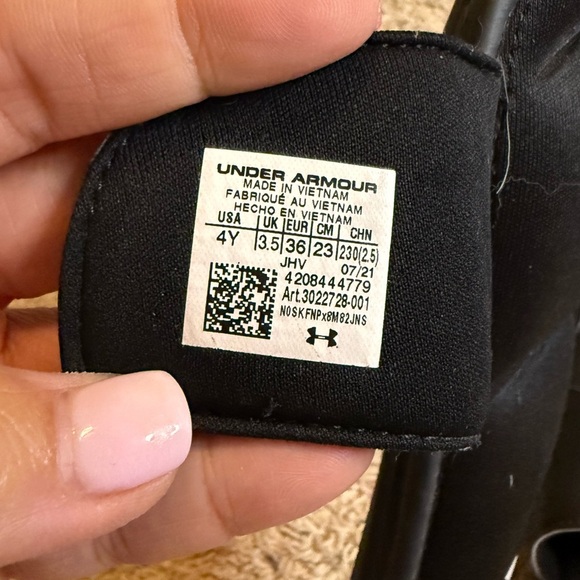 UNDER ARMOUR
MADE IN VIETNAM
FABRIQUÉ AU VIETNAM
HECHO EN VIETNAM
USA UK EUR CM CHN
4Y 3.5 36 23 230(2.5)
JHV 07/21
4208444779
Art.3022728-001
N0SKFNPx8M82JNS